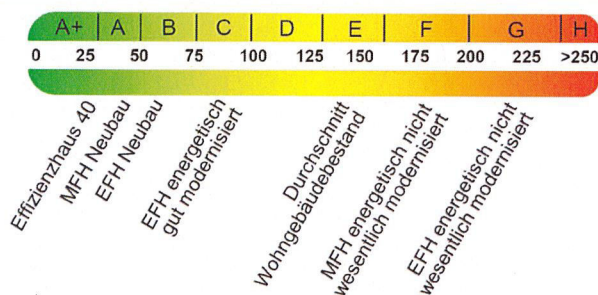 A+ A B C D E F G H
0 25 50 75 100 125 150 175 200 225 >250
Effizienzhaus 40
MFH Neubau
EFH Neubau
EFH energetisch
gut modernisiert
Durchschnitt
Wohngebäudebestand
MFH energetisch nicht
wesentlich modernisiert
EFH energetisch nicht
wesentlich modernisiert